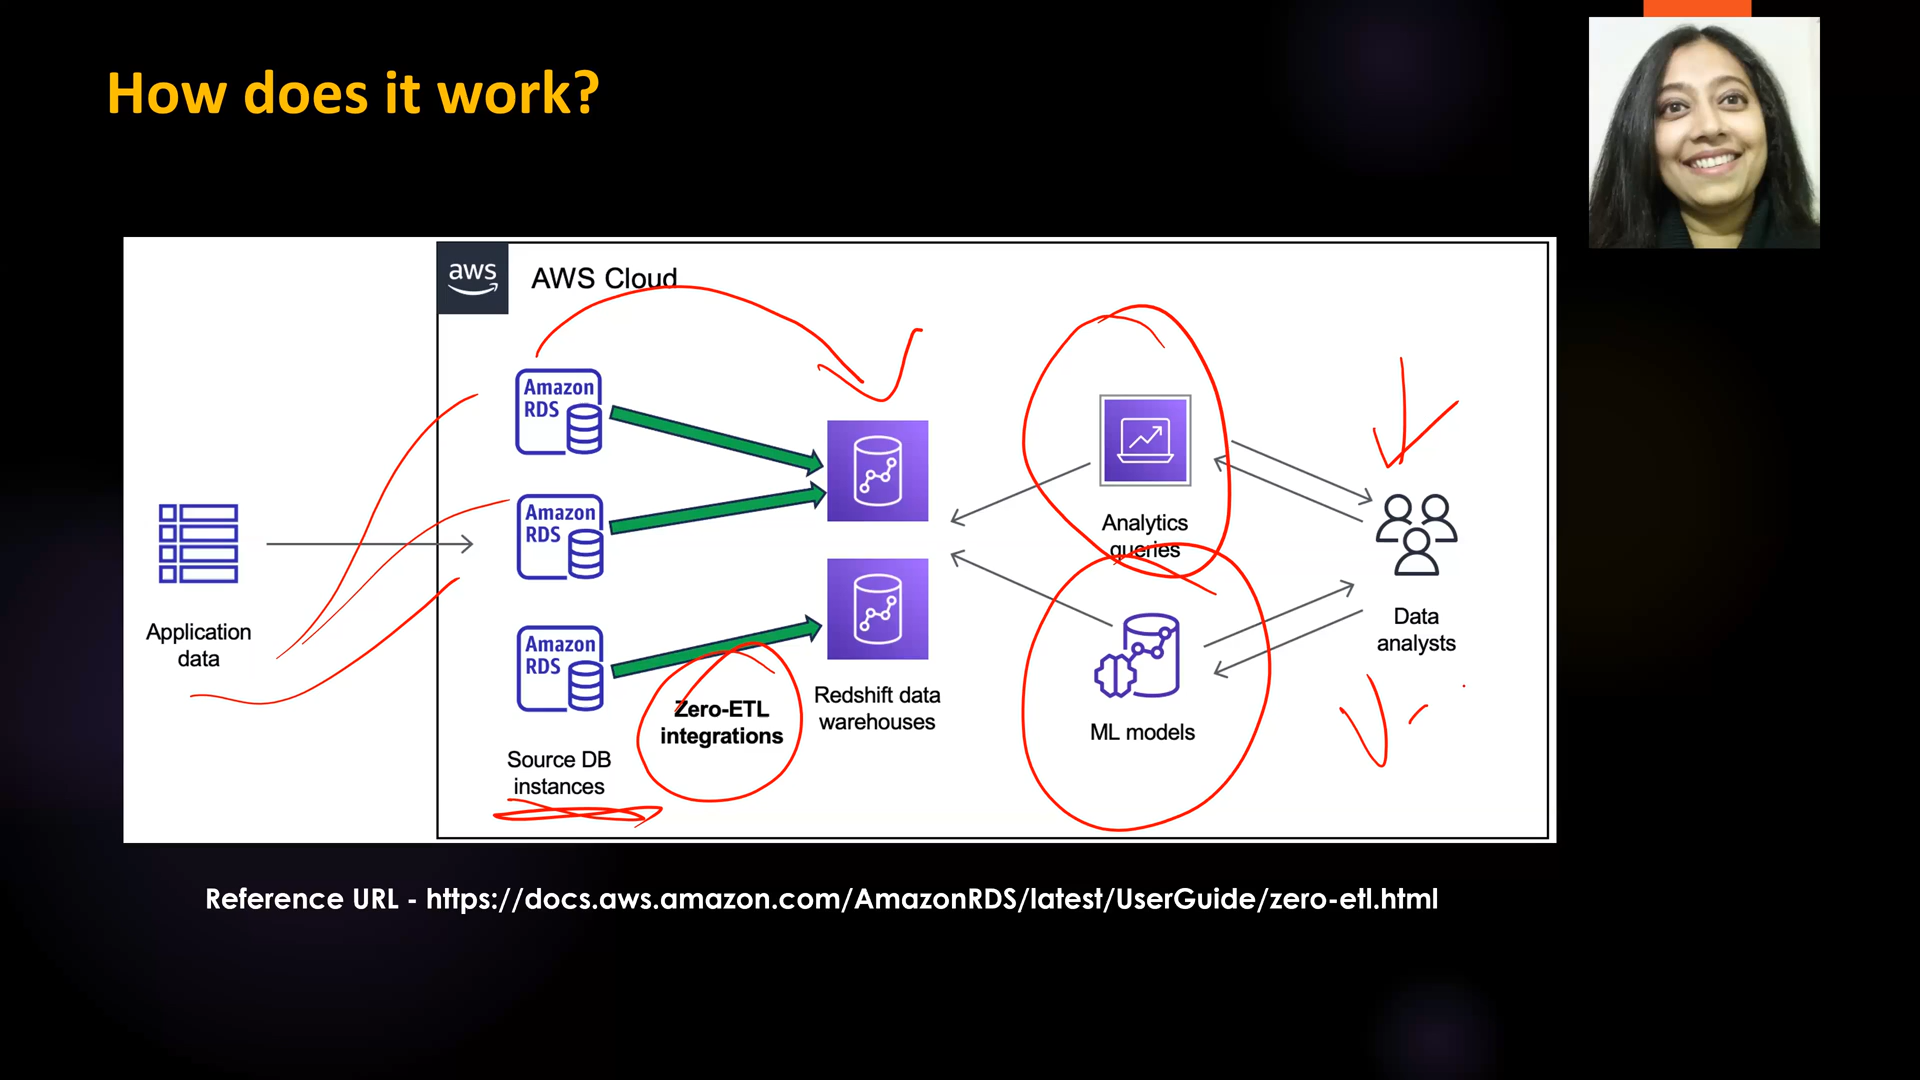 How does it work?
aws
AWS Cloud
Amazon
RDS
Amazon
RDS
Amazon
RDS
Application
data
Source DB
instances
Zero-ETL
integrations
Redshift data
warehouses
Analytics
queries
ML models
Data
analysts
Reference URL - https://docs.aws.amazon.com/AmazonRDS/latest/UserGuide/zero-etl.html